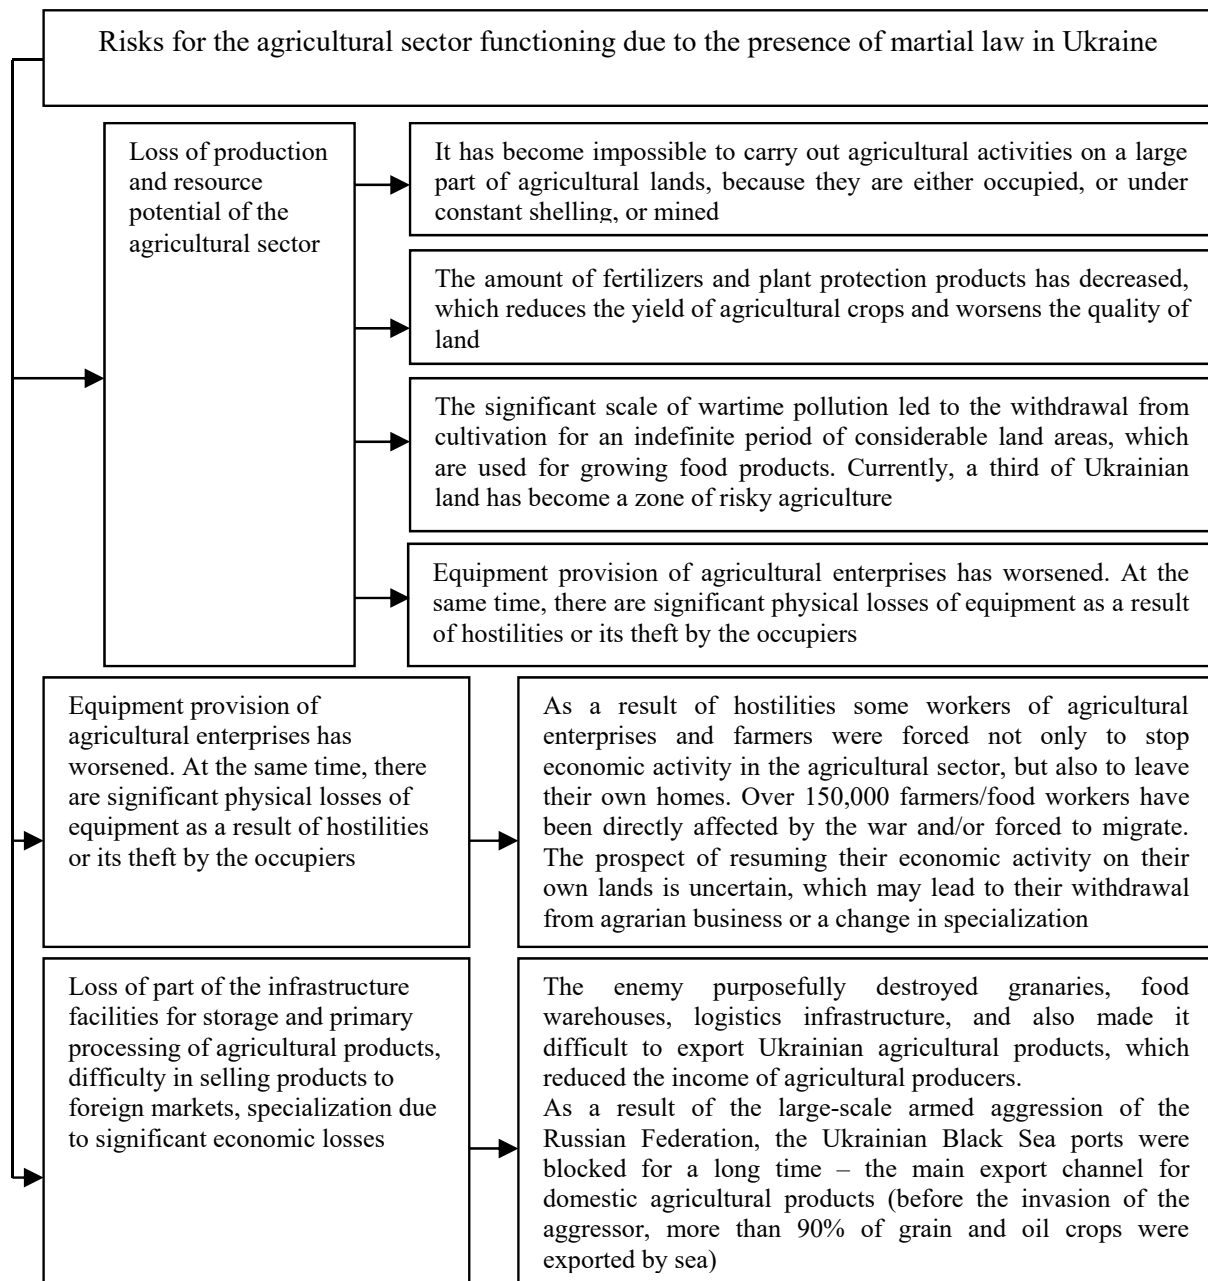 Risks for the agricultural sector functioning due to the presence of martial law in Ukraine
Loss of production
and resource
potential of the
agricultural sector
It has become impossible to carry out agricultural activities on a large
part of agricultural lands, because they are either occupied, or under
constant shelling, or mined
The amount of fertilizers and plant protection products has decreased,
which reduces the yield of agricultural crops and worsens the quality of
land
The significant scale of wartime pollution led to the withdrawal from
cultivation for an indefinite period of considerable land areas, which
are used for growing food products. Currently, a third of Ukrainian
land has become a zone of risky agriculture
Equipment provision of agricultural enterprises has worsened. At the
same time, there are significant physical losses of equipment as a result
of hostilities or its theft by the occupiers
Equipment provision of
agricultural enterprises has
worsened. At the same time, there
are significant physical losses of
equipment as a result of hostilities
or its theft by the occupiers
As a result of hostilities some workers of agricultural
enterprises and farmers were forced not only to stop
economic activity in the agricultural sector, but also to leave
their own homes. Over 150,000 farmers/food workers have
been directly affected by the war and/or forced to migrate.
The prospect of resuming their economic activity on their
own lands is uncertain, which may lead to their withdrawal
from agrarian business or a change in specialization
Loss of part of the infrastructure
facilities for storage and primary
processing of agricultural products,
difficulty in selling products to
foreign markets, specialization due
to significant economic losses
The enemy purposefully destroyed granaries, food
warehouses, logistics infrastructure, and also made it
difficult to export Ukrainian agricultural products, which
reduced the income of agricultural producers.
As a result of the large-scale armed aggression of the
Russian Federation, the Ukrainian Black Sea ports were
blocked for a long time – the main export channel for
domestic agricultural products (before the invasion of the
aggressor, more than 90% of grain and oil crops were
exported by sea)